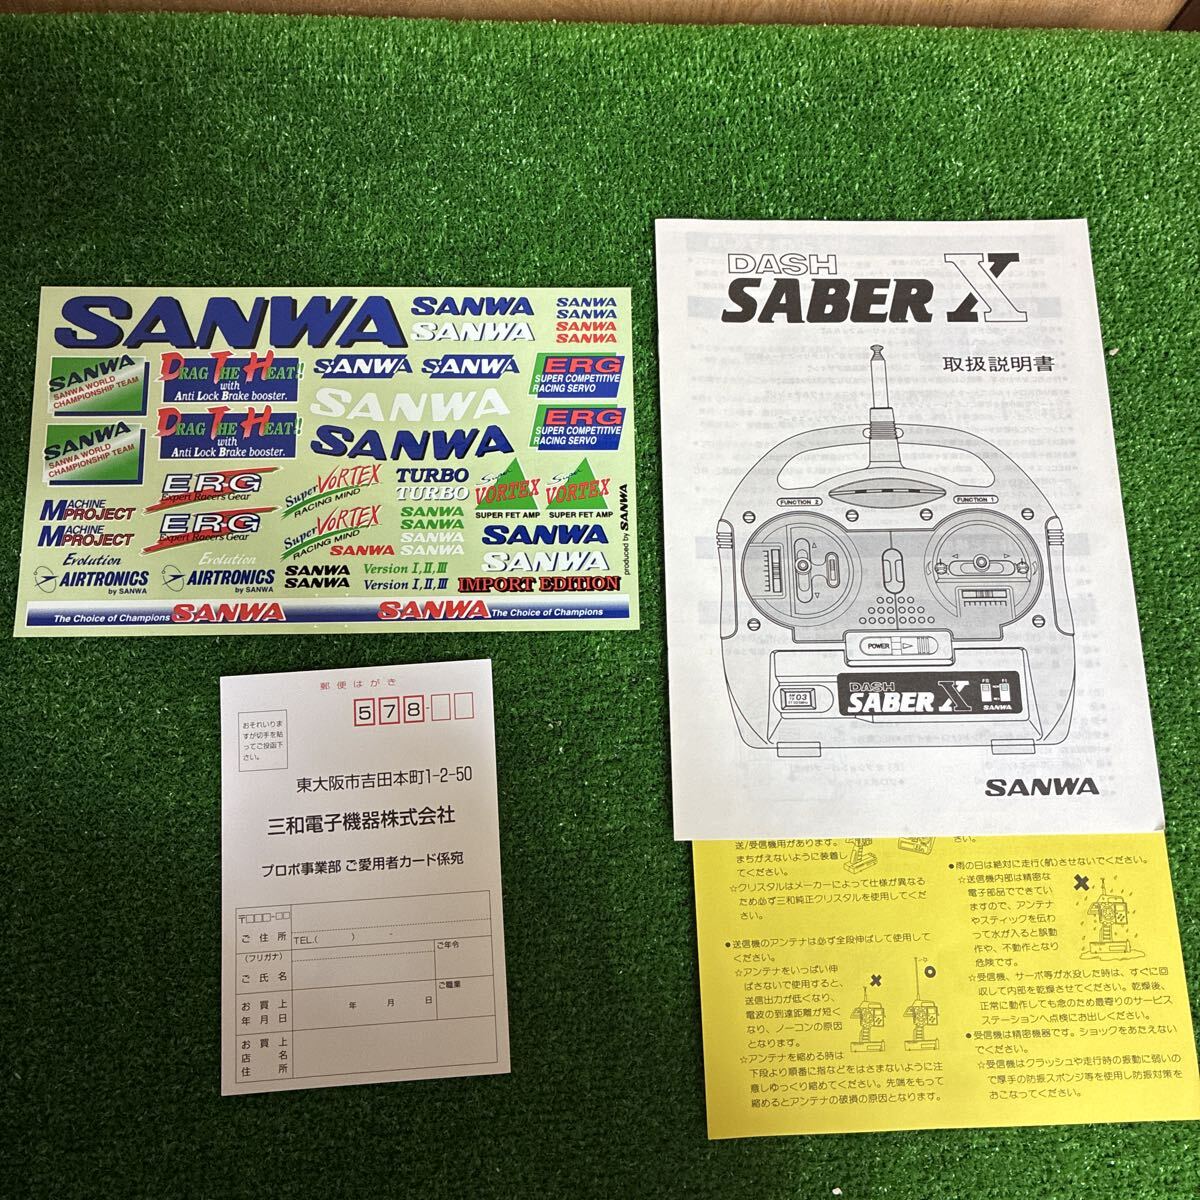 SANWA
SANWA
SANWA
SANWA
SANWA
SANWA
SANWA
SANWA
SANWA WORLD
CHAMPIONSHIP TEAM
DRAG THE HEAT!
with
Anti Lock Brake booster.
SANWA
SANWA
ERG
SUPER COMPETITIVE
RACING SERVO
SANWA
SANWA
SANWA WORLD
CHAMPIONSHIP TEAM
DRAG THE HEAT!
with
Anti Lock Brake booster.
SANWA
ERG
SUPER COMPETITIVE
RACING SERVO
MACHINE
PROJECT
MACHINE
PROJECT
ERG
Expert Racers Gear
ERG
Expert Racers Gear
Super VORTEX
RACING MIND
Super VORTEX
RACING MIND
TURBO
TURBO
SANWA
SANWA
SANWA
SANWA
SANWA
Super
VORTEX
SUPER FET AMP
Super
VORTEX
SUPER FET AMP
SANWA
SANWA
produced by SANWA
Evolution
AIRTRONICS
by SANWA
Evolution
AIRTRONICS
by SANWA
SANWA
SANWA
Version I,II,III
Version I,II,III
IMPORT EDITION
The Choice of Champions SANWA
SANWA The Choice of Champions
DASH
SABER X
取扱説明書
FUNCTION 2
FUNCTION 1
POWER
DASH
SABER X
03
SANWA
SANWA
郵便はがき
578-
おそれいりま
すが切手を貼
ってご投函下
さい。
東大阪市吉田本町1-2-50
三和電子機器株式会社
プロポ事業部 ご愛用者カード係宛
〒□□□-□□
ご住所
TEL.( ) -
(フリガナ)
ご氏名
ご年令
ご職業
お買上
年月日
年 月 日
お買上
店名
住所
送/受信機用があります。
まちがえないように装着し
てください。
☆クリスタルはメーカーによって仕様が異なる
ため必ず三和純正クリスタルを使用してくだ
さい。
●送信機のアンテナは必ず全段伸ばして使用して
ください。
☆アンテナをいっぱい伸
ばさないで使用すると、
送信出力が低くなり、
電波の到達距離が短く
なり、ノーコンの原因
となります。
☆アンテナを縮める時は
下段より順番に指などをはさまないように注
意しゆっくり縮めてください。先端をもって
縮めるとアンテナの破損の原因となります。
さい。
●雨の日は絶対に走行(航)させないでください。
☆送信機内部は精密な
電子部品でできてい
ますので、アンテナ
やスティックを伝わ
って水が入ると誤動
作や、不動作となり
危険です。
☆受信機、サーボ等が水没した時は、すぐに回
収して内部を乾燥させてください。乾燥後、
正常に動作しても念のため最寄りのサービス
ステーションへ点検にお出しください。
●受信機は精密機器です。ショックをあたえない
でください。
☆受信機はクラッシュや走行時の振動に弱いの
で厚手の防振スポンジ等を使用し防振対策を
おこなってください。